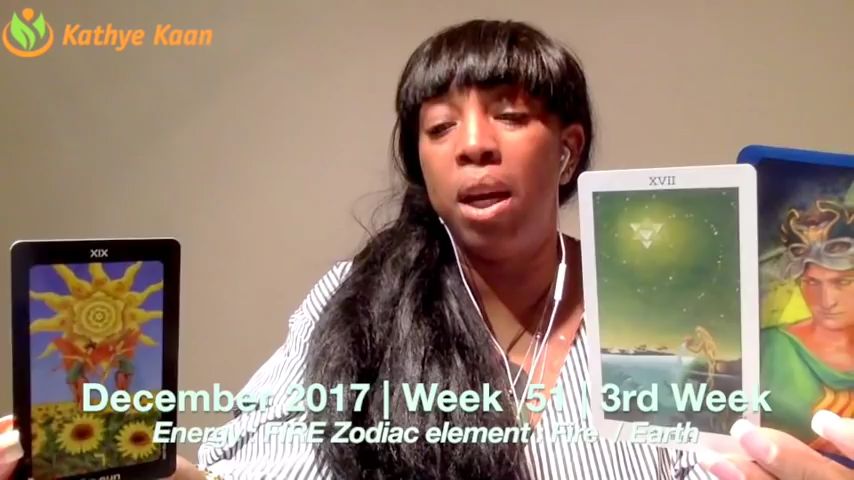 Kathye Kaan
XIX
XVII
December 2017 | Week 51 | 3rd Week
Energy : FIRE Zodiac element : Fire / Earth